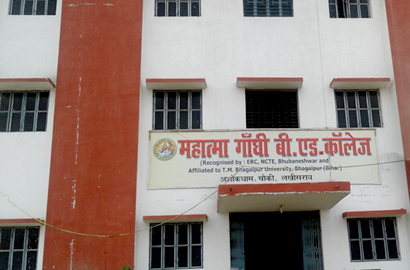 महात्मा गाँधी बी.एड.कॉलेज
(Recognised by : ERC, NCTE, Bhubaneshwar and
Affiliated to T.M. Bhagalpur University, Bhagalpur (Bihar)
अशोकधाम, चौकी, लखीसराय